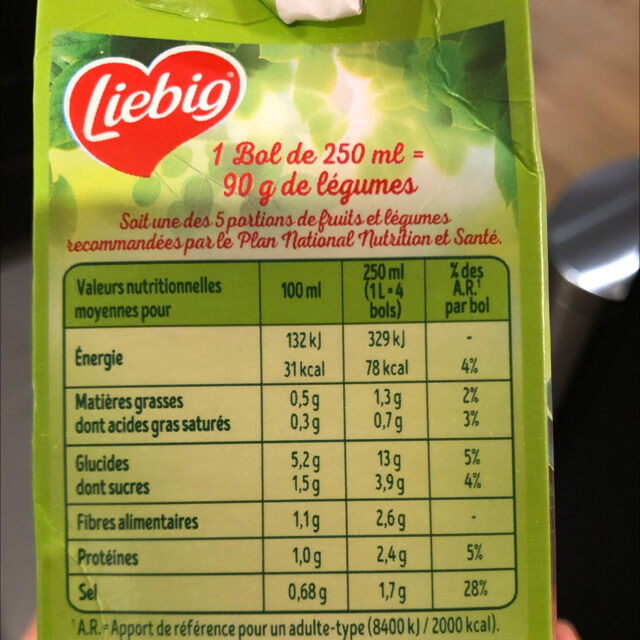 Liebig
1 Bol de 250 ml =
90 g de légumes
Soit une des 5 portions de fruits et légumes
recommandées par le Plan National Nutrition et Santé.
Valeurs nutritionnelles moyennes pour 100 ml 250 ml (1L=4 bols) % des A.R.¹ par bol
Énergie 132 kJ 329 kJ -
31 kcal 78 kcal 4%
Matières grasses 0,5 g 1,3 g 2%
dont acides gras saturés 0,3 g 0,7 g 3%
Glucides 5,2 g 13 g 5%
dont sucres 1,5 g 3,9 g 4%
Fibres alimentaires 1,1 g 2,6 g -
Protéines 1,0 g 2,4 g 5%
Sel 0,68 g 1,7 g 28%
¹A.R. = Apport de référence pour un adulte-type (8400 kJ / 2000 kcal).